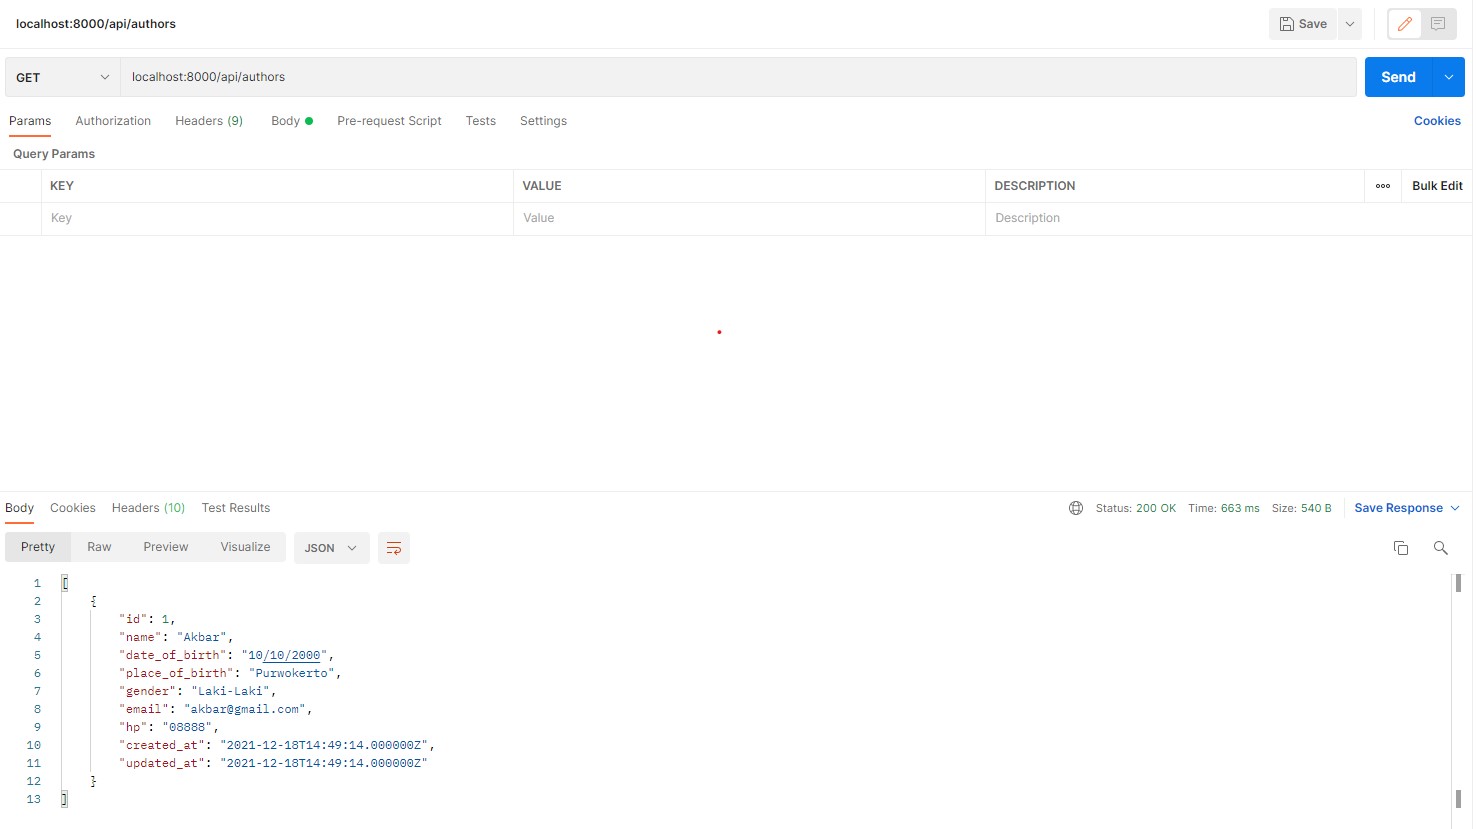 localhost:8000/api/authors
Save
GET localhost:8000/api/authors Send
Params Authorization Headers (9) Body Pre-request Script Tests Settings Cookies
Query Params
KEY VALUE DESCRIPTION ooo Bulk Edit
Key Value Description
Body Cookies Headers (10) Test Results Status: 200 OK Time: 663 ms Size: 540 B Save Response
Pretty Raw Preview Visualize JSON
1 [
2 {
3 "id": 1,
4 "name": "Akbar",
5 "date_of_birth": "10/10/2000",
6 "place_of_birth": "Purwokerto",
7 "gender": "Laki-Laki",
8 "email": "akbar@gmail.com",
9 "hp": "08888",
10 "created_at": "2021-12-18T14:49:14.000000Z",
11 "updated_at": "2021-12-18T14:49:14.000000Z"
12 }
13 ]